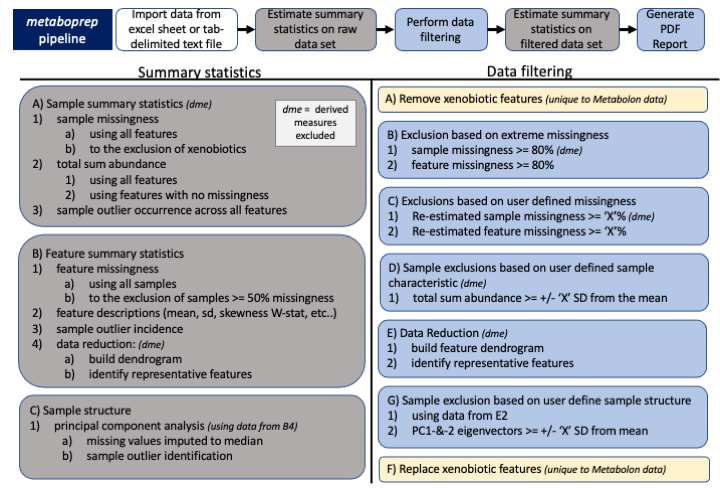 metaboprep
pipeline
Import data from
excel sheet or tab-
delimited text file
Estimate summary
statistics on raw
data set
Perform data
filtering
Estimate summary
statistics on
filtered data set
Generate
PDF
Report
Summary statistics
A) Sample summary statistics (dme)
1) sample missingness
a) using all features
b) to the exclusion of xenobiotics
2) total sum abundance
1) using all features
2) using features with no missingness
3) sample outlier occurrence across all features
dme = derived
measures
excluded
B) Feature summary statistics
1) feature missingness
a) using all samples
b) to the exclusion of samples >= 50% missingness
2) feature descriptions (mean, sd, skewness W-stat, etc..)
3) sample outlier incidence
4) data reduction: (dme)
a) build dendrogram
b) identify representative features
C) Sample structure
1) principal component analysis (using data from B4)
a) missing values imputed to median
b) sample outlier identification
Data filtering
A) Remove xenobiotic features (unique to Metabolon data)
B) Exclusion based on extreme missingness
1) sample missingness >= 80% (dme)
2) feature missingness >= 80%
C) Exclusions based on user defined missingness
1) Re-estimated sample missingness >= ‘X’% (dme)
2) Re-estimated feature missingness >= ‘X’%
D) Sample exclusions based on user defined sample
characteristic (dme)
1) total sum abundance >= +/- ‘X’ SD from the mean
E) Data Reduction (dme)
1) build feature dendrogram
2) identify representative features
G) Sample exclusion based on user define sample structure
1) using data from E2
2) PC1-&-2 eigenvectors >= +/- ‘X’ SD from mean
F) Replace xenobiotic features (unique to Metabolon data)